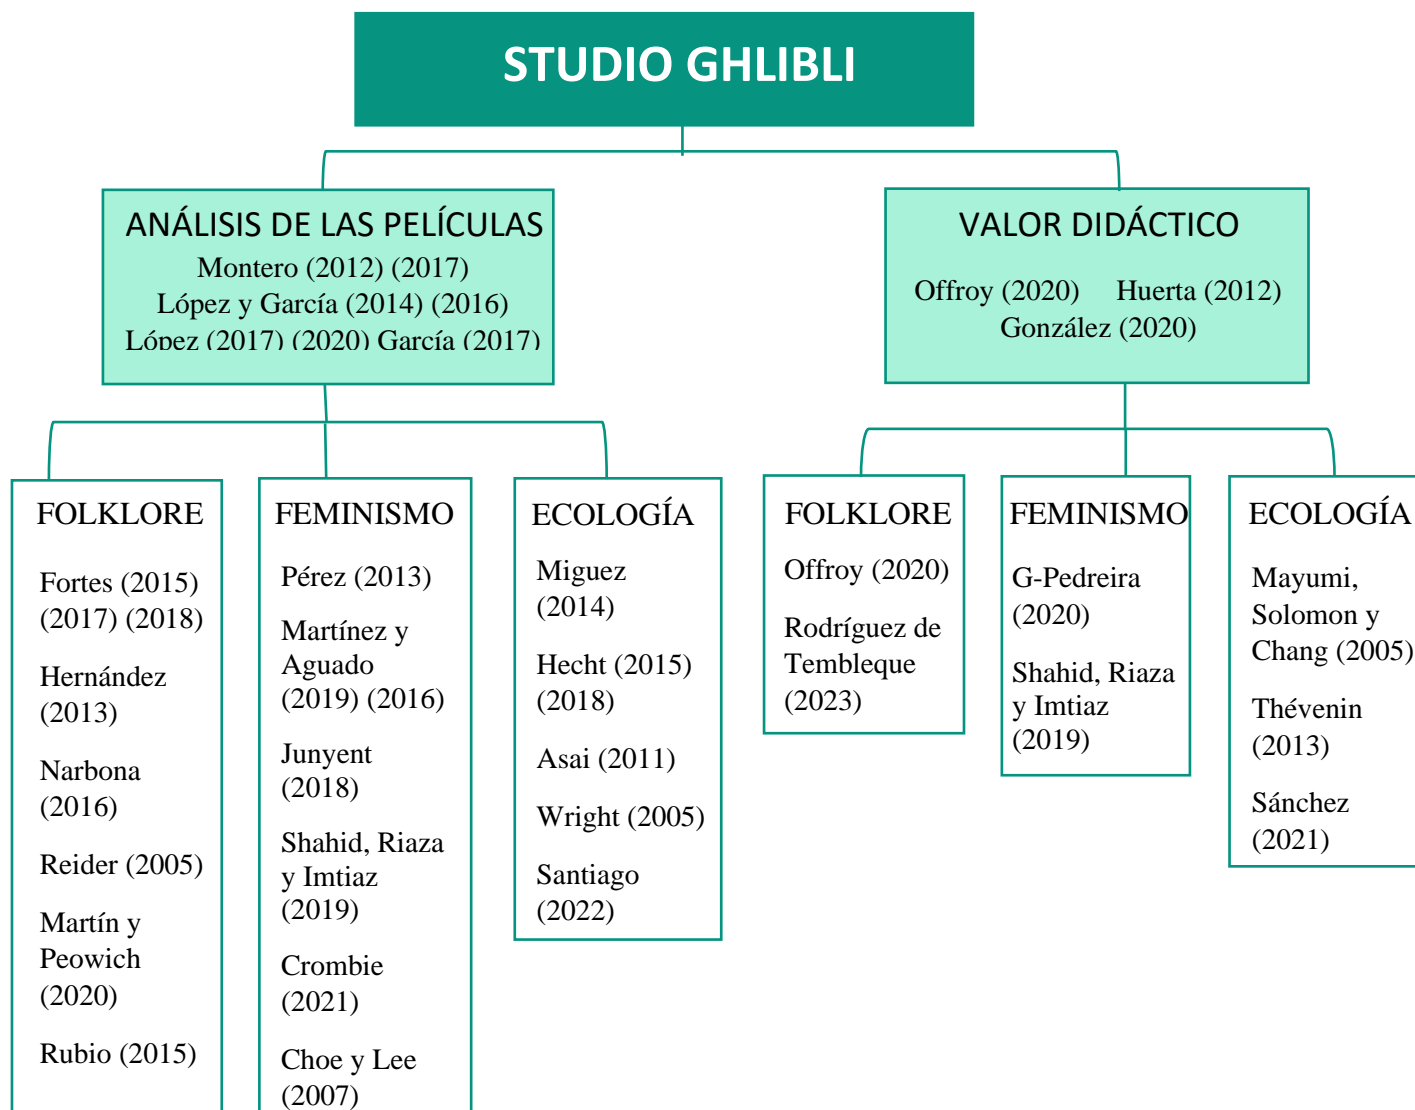 STUDIO GHLIBLI
ANÁLISIS DE LAS PELÍCULAS
Montero (2012) (2017)
López y García (2014) (2016)
López (2017) (2020) García (2017)
VALOR DIDÁCTICO
Offroy (2020) Huerta (2012)
González (2020)
FOLKLORE
Fortes (2015)
(2017) (2018)
Hernández
(2013)
Narbona
(2016)
Reider (2005)
Martín y
Peowich
(2020)
Rubio (2015)
FEMINISMO
Pérez (2013)
Martínez y
Aguado
(2019) (2016)
Junyent
(2018)
Shahid, Riaza
y Imtiaz
(2019)
Crombie
(2021)
Choe y Lee
(2007)
ECOLOGÍA
Miguez
(2014)
Hecht (2015)
(2018)
Asai (2011)
Wright (2005)
Santiago
(2022)
FOLKLORE
Offroy (2020)
Rodríguez de
Tembleque
(2023)
FEMINISMO
G-Pedreira
(2020)
Shahid, Riaza
y Imtiaz
(2019)
ECOLOGÍA
Mayumi,
Solomon y
Chang (2005)
Thévenin
(2013)
Sánchez
(2021)